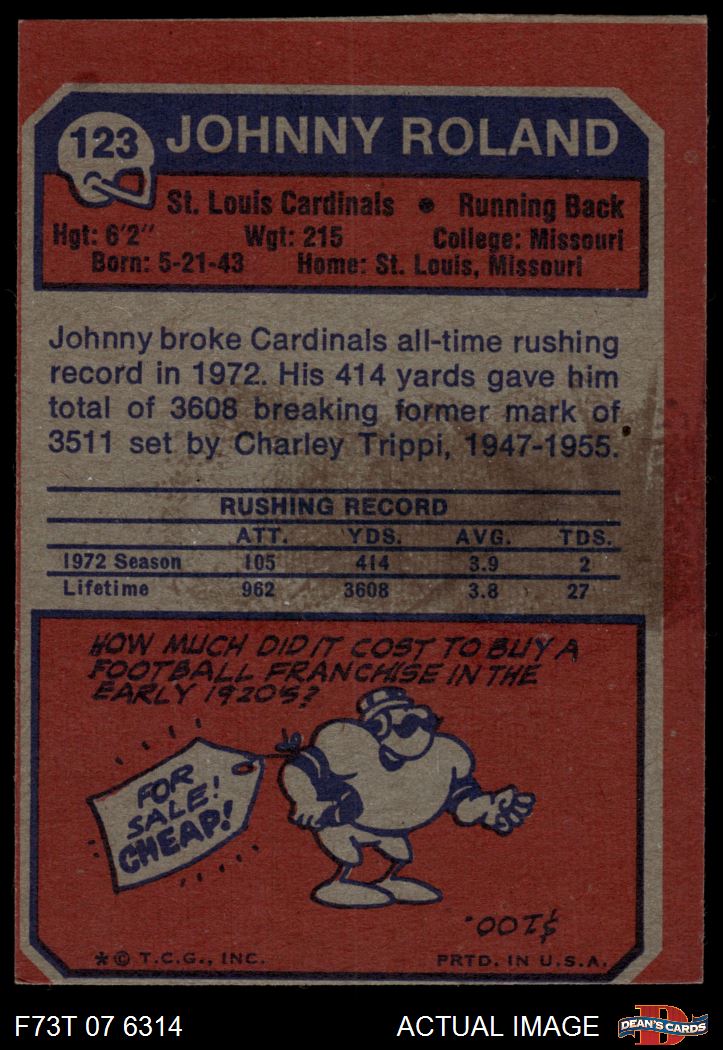 123 JOHNNY ROLAND
St. Louis Cardinals • Running Back
Hgt: 6'2" Wgt: 215 College: Missouri
Born: 5-21-43 Home: St. Louis, Missouri
Johnny broke Cardinals all-time rushing
record in 1972. His 414 yards gave him
total of 3608 breaking former mark of
3511 set by Charley Trippi, 1947-1955.
RUSHING RECORD
ATT. YDS. AVG. TDS.
1972 Season 105 414 3.9 2
Lifetime 962 3608 3.8 27
HOW MUCH DID IT COST TO BUY A
FOOTBALL FRANCHISE IN THE
EARLY 1920'S?
FOR
SALE!
CHEAP!
$100.
*© T.C.G., INC. PRTD. IN U.S.A.
F73T 07 6314 ACTUAL IMAGE DEAN'S CARDS